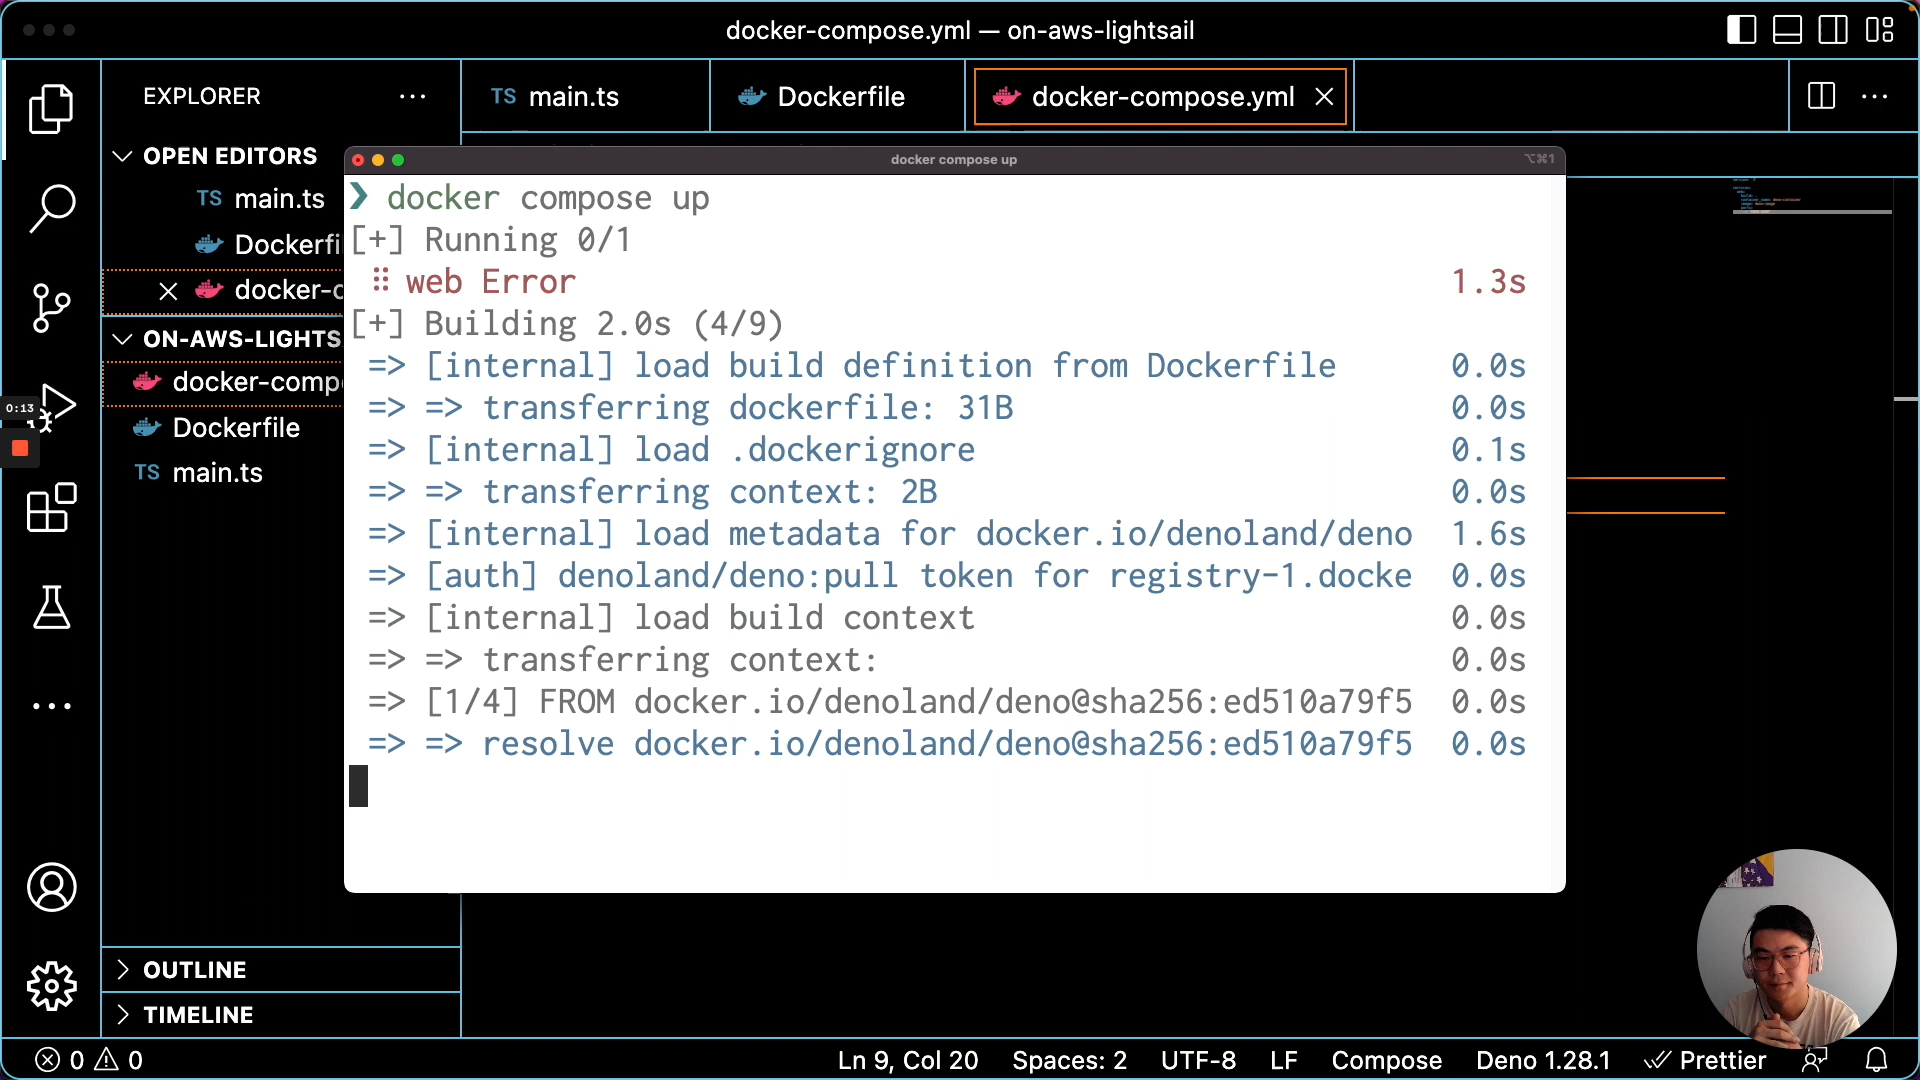 docker-compose.yml — on-aws-lightsail
EXPLORER
TS main.ts
Dockerfile
docker-compose.yml
OPEN EDITORS
TS main.ts
Dockerfi
docker-c
ON-AWS-LIGHTS
docker-comp
Dockerfile
TS main.ts
0:13
OUTLINE
TIMELINE
docker compose up
⌥⌘1
❯ docker compose up
[+] Running 0/1
⠿ web Error 1.3s
[+] Building 2.0s (4/9)
=> [internal] load build definition from Dockerfile 0.0s
=> => transferring dockerfile: 31B 0.0s
=> [internal] load .dockerignore 0.1s
=> => transferring context: 2B 0.0s
=> [internal] load metadata for docker.io/denoland/deno 1.6s
=> [auth] denoland/deno:pull token for registry-1.docke 0.0s
=> [internal] load build context 0.0s
=> => transferring context: 0.0s
=> [1/4] FROM docker.io/denoland/deno@sha256:ed510a79f5 0.0s
=> => resolve docker.io/denoland/deno@sha256:ed510a79f5 0.0s
0 0
Ln 9, Col 20 Spaces: 2 UTF-8 LF Compose Deno 1.28.1 Prettier